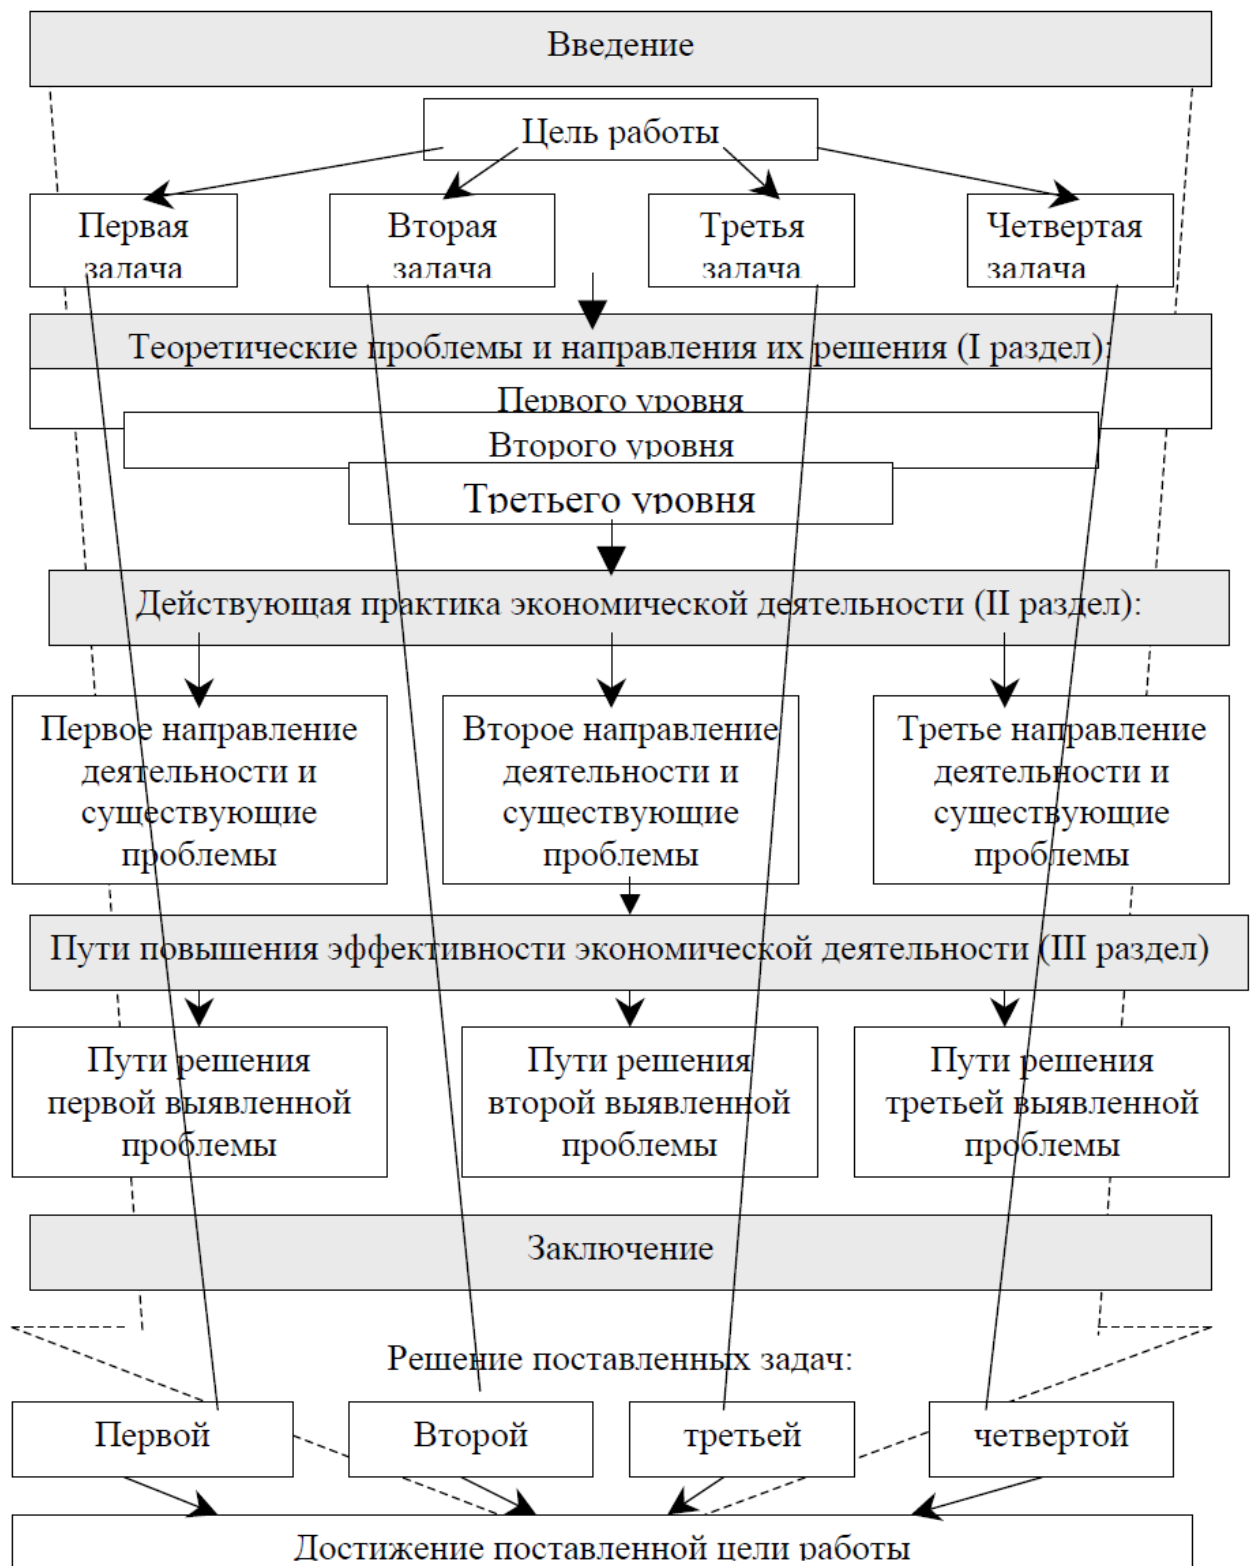 Введение
Цель работы
Первая
задача
Вторая
задача
Третья
задача
Четвертая
задача
Теоретические проблемы и направления их решения (I раздел):
Первого уровня
Второго уровня
Третьего уровня
Действующая практика экономической деятельности (II раздел):
Первое направление
деятельности и
существующие
проблемы
Второе направление
деятельности и
существующие
проблемы
Третье направление
деятельности и
существующие
проблемы
Пути повышения эффективности экономической деятельности (III раздел)
Пути решения
первой выявленной
проблемы
Пути решения
второй выявленной
проблемы
Пути решения
третьей выявленной
проблемы
Заключение
Решение поставленных задач:
Первой
Второй
третьей
четвертой
Достижение поставленной цели работы